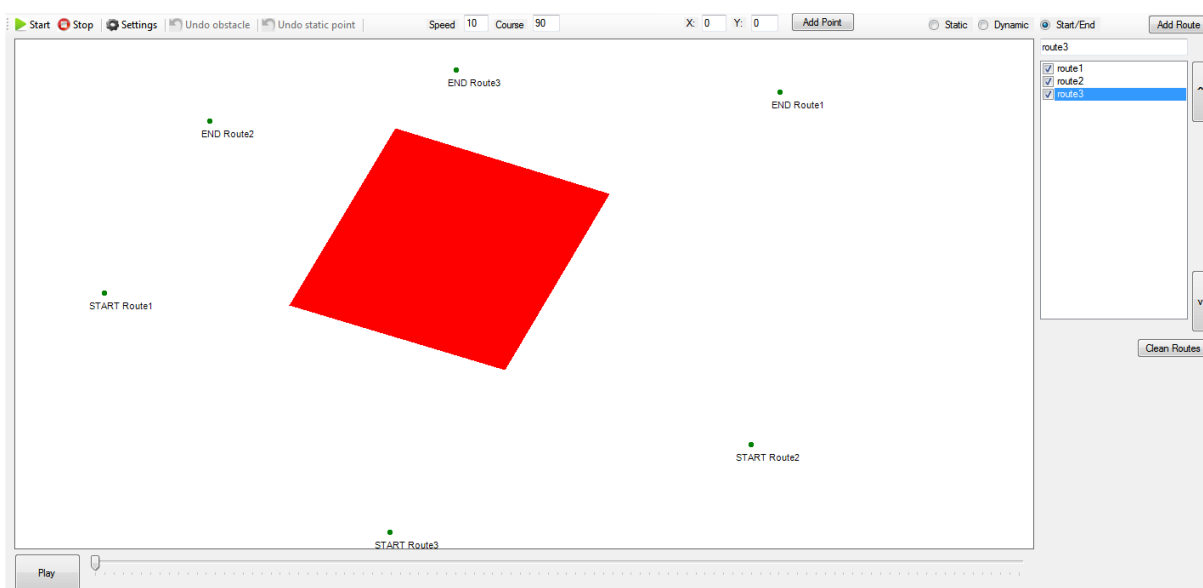 Start Stop Settings Undo obstacle Undo static point Speed 10 Course 90 X: 0 Y: 0 Add Point Static Dynamic Start/End Add Route
route3
route1
route2
route3
END Route3
END Route1
END Route2
START Route1
Clean Routes
START Route2
START Route3
Play